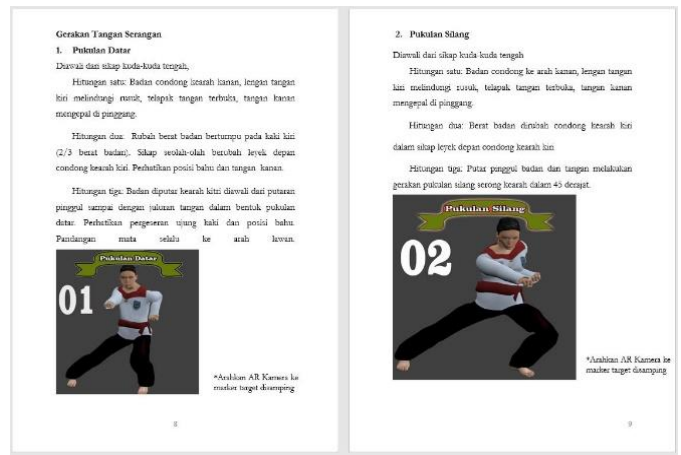 Gerakan Tangan Serangan
1. Pukulan Datar
Diawali dari sikap kuda-kuda tengah,
Hitungan satu: Badan condong kearah kanan, lengan tangan
kiri melindungi rusuk, telapak tangan terbuka, tangan kanan
mengepal di pinggang.
Hitungan dua: Rubah berat badan bertumpu pada kaki kiri
(2/3 berat badan). Sikap seolah-olah berubah leyek depan
condong kearah kiri. Perhatikan posisi bahu dan tangan kanan.
Hitungan tiga: Badan diputar kearah kitri diawali dari putaran
pinggul sampai dengan juluran tangan dalam bentuk pukulan
datar. Perhatikan pergeseran ujung kaki dan posisi bahu.
Pandangan mata selalu ke arah lawan.
Pukulan Datar
01
*Arahkan AR Kamera ke
marker target disamping
8
2. Pukulan Silang
Diawali dari sikap kuda-kuda tengah
Hitungan satu: Badan condong ke arah kanan, lengan tangan
kiri melindungi rusuk, telapak tangan terbuka, tangan kanan
mengepal di pinggang.
Hitungan dua: Berat badan dirubah condong kearah kiri
dalam sikap leyek depan condong kearah kiri
Hitungan tiga: Putar pinggul badan dan tangan melakukan
gerakan pukulan silang serong kearah dalam 45 derajat.
Pukulan Silang
02
*Arahkan AR Kamera ke
marker target disamping
9